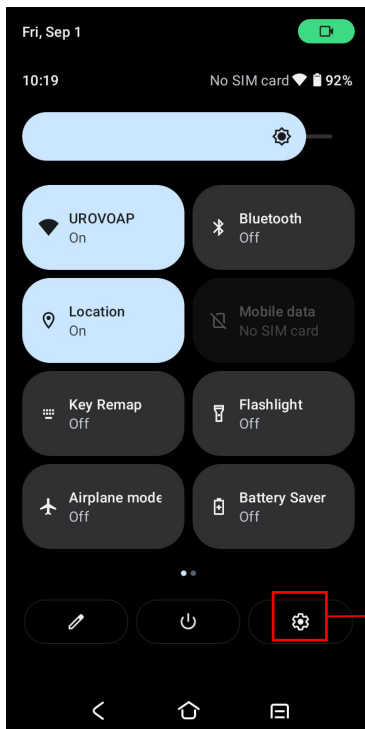 Fri, Sep 1
10:19 No SIM card 92%
UROVOAP Bluetooth
On Off
Location Mobile data
On No SIM card
Key Remap Flashlight
Off Off
Airplane mode Battery Saver
Off Off